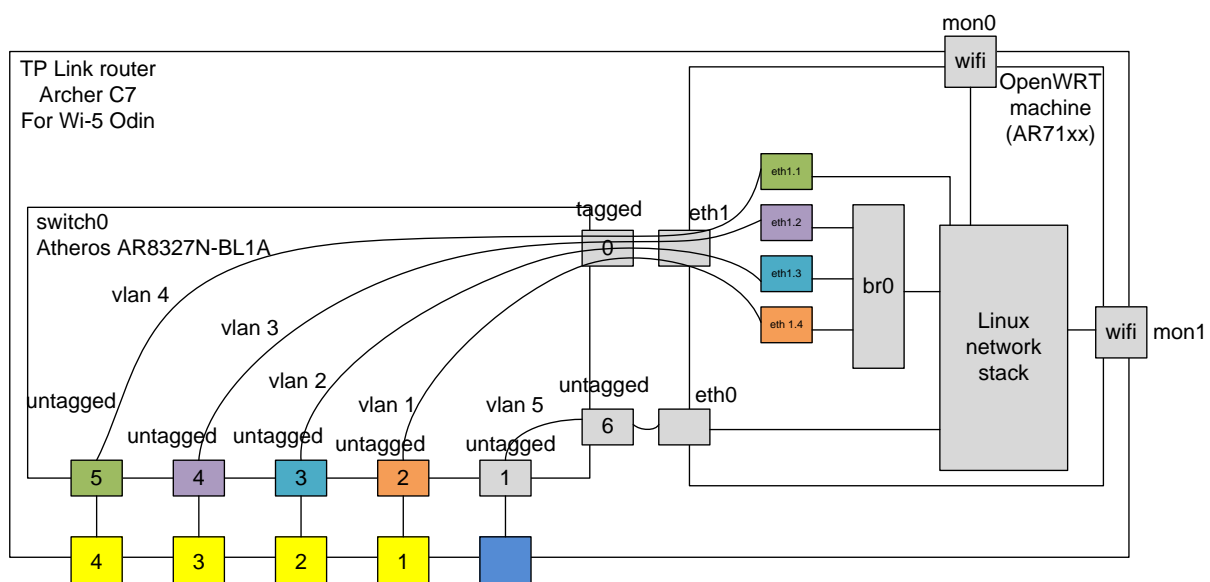 mon0
wifi
TP Link router
Archer C7
For Wi-5 Odin
OpenWRT
machine
(AR71xx)
switch0
Atheros AR8327N-BL1A
tagged
0
eth1
eth1.1
eth1.2
eth1.3
eth 1.4
br0
Linux
network
stack
wifi
mon1
vlan 4
vlan 3
vlan 2
vlan 1
vlan 5
untagged
6
eth0
untagged
untagged
untagged
untagged
untagged
5
4
3
2
1
4
3
2
1